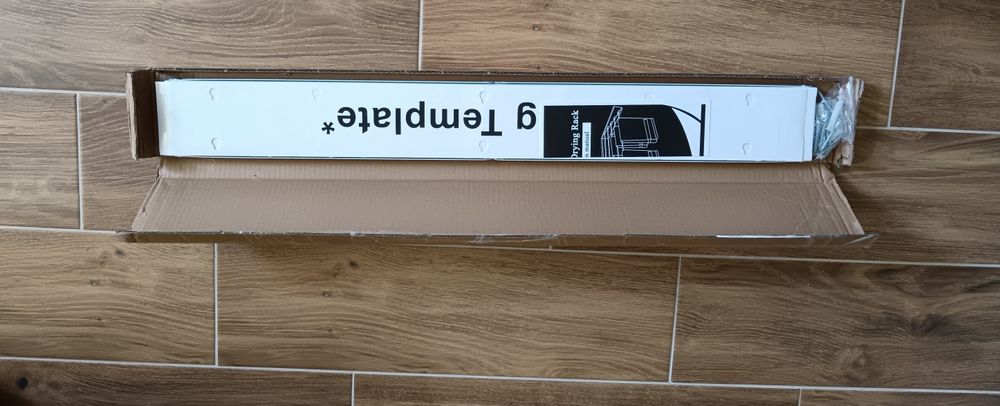 g Template*
Drying Rack